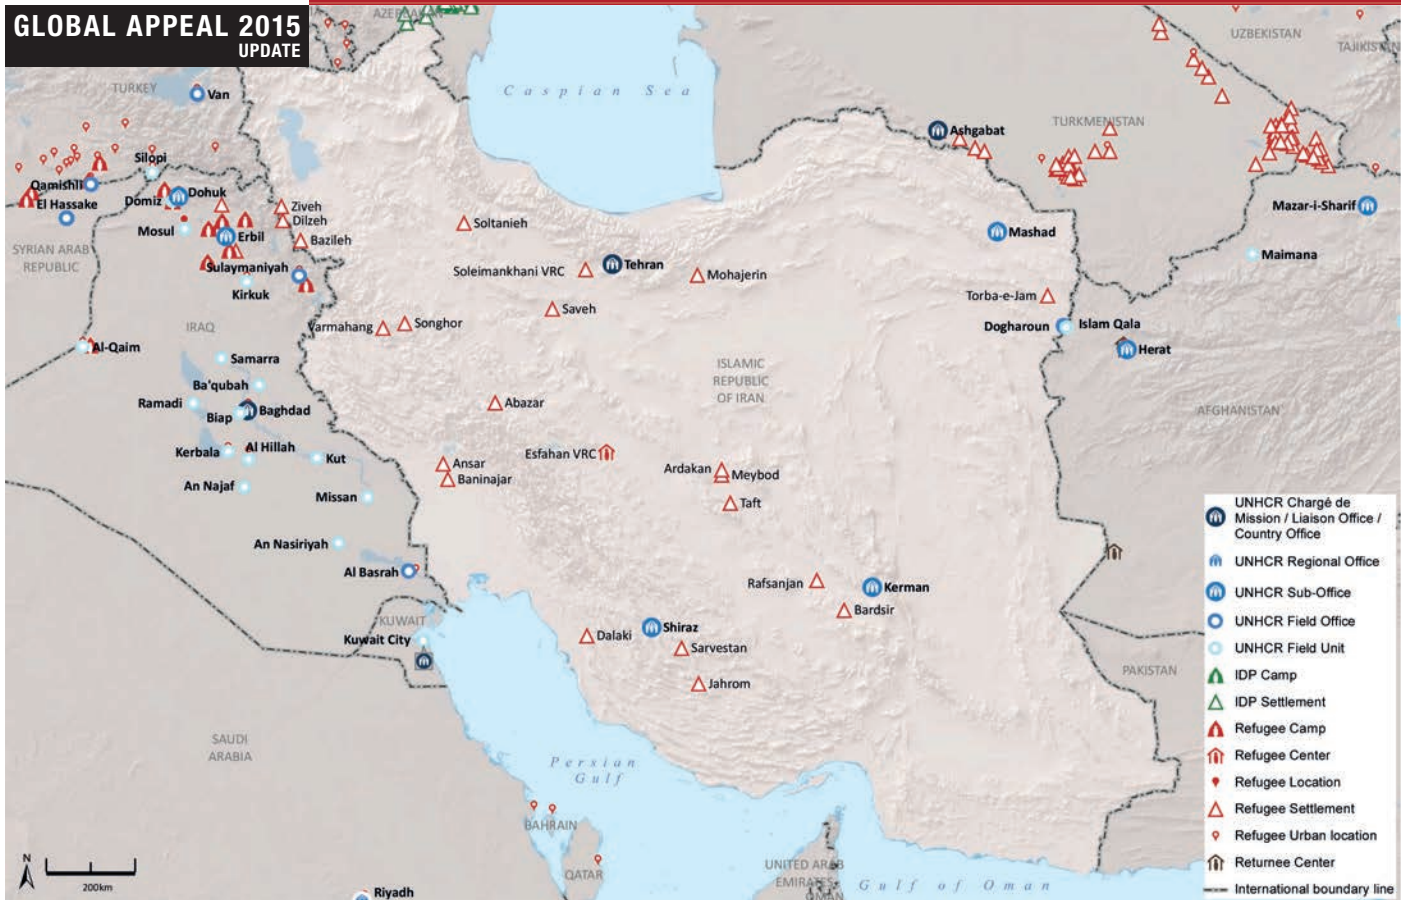 GLOBAL APPEAL 2015
UPDATE
AZERBAIJAN
UZBEKISTAN
TAJIKISTAN
TURKEY
Van
Caspian Sea
TURKMENISTAN
Ashgabat
Silopi
Qamishli
El Hassake
Dohuk
Domiz
Mosul
Erbil
Ziveh
Dilzeh
Bazileh
Soltanieh
Mashad
Mazar-i-Sharif
Maimana
SYRIAN ARAB
REPUBLIC
Sulaymaniyah
Kirkuk
Soleimankhani VRC
Tehran
Mohajerin
Torba-e-Jam
Saveh
Varmahang
Songhor
Dogharoun
Islam Qala
Herat
IRAQ
Al-Qaim
Samarra
ISLAMIC
REPUBLIC
OF IRAN
Ba'qubah
Ramadi
Biap
Baghdad
Abazar
AFGHANISTAN
Kerbala
Al Hillah
Kut
Esfahan VRC
Ansar
Baninajar
Ardakan
Meybod
An Najaf
Missan
Taft
An Nasiriyah
Al Basrah
Rafsanjan
Kerman
Bardsir
KUWAIT
Kuwait City
Dalaki
Shiraz
Sarvestan
Jahrom
PAKISTAN
SAUDI
ARABIA
Persian
Gulf
BAHRAIN
QATAR
UNITED ARAB
EMIRATES
OMAN
Gulf of Oman
Riyadh
N
200km
UNHCR Chargé de
Mission / Liaison Office /
Country Office
UNHCR Regional Office
UNHCR Sub-Office
UNHCR Field Office
UNHCR Field Unit
IDP Camp
IDP Settlement
Refugee Camp
Refugee Center
Refugee Location
Refugee Settlement
Refugee Urban location
Returnee Center
International boundary line